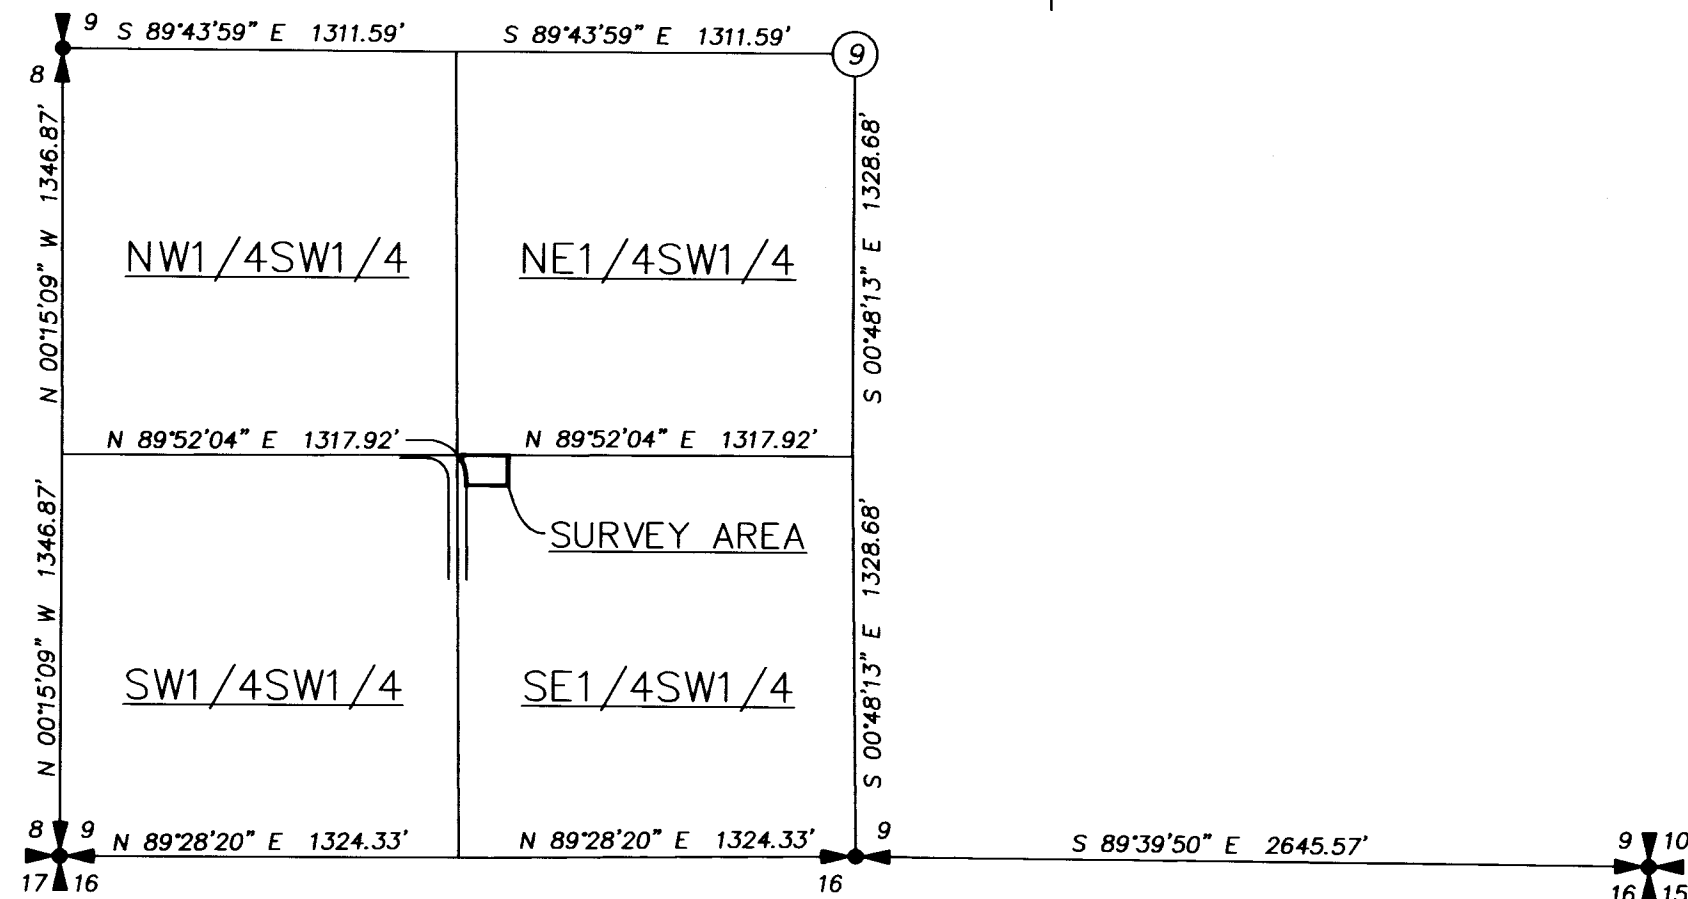 9 S 89°43'59" E 1311.59' S 89°43'59" E 1311.59'
9
8
N 00°15'09" W 1346.87'
S 00°48'13" E 1328.68'
NW1/4SW1/4 NE1/4SW1/4
N 89°52'04" E 1317.92' N 89°52'04" E 1317.92'
SURVEY AREA
N 00°15'09" W 1346.87'
S 00°48'13" E 1328.68'
SW1/4SW1/4 SE1/4SW1/4
8 9 N 89°28'20" E 1324.33' N 89°28'20" E 1324.33' 9 S 89°39'50" E 2645.57' 9 10
17 16 16 16 15